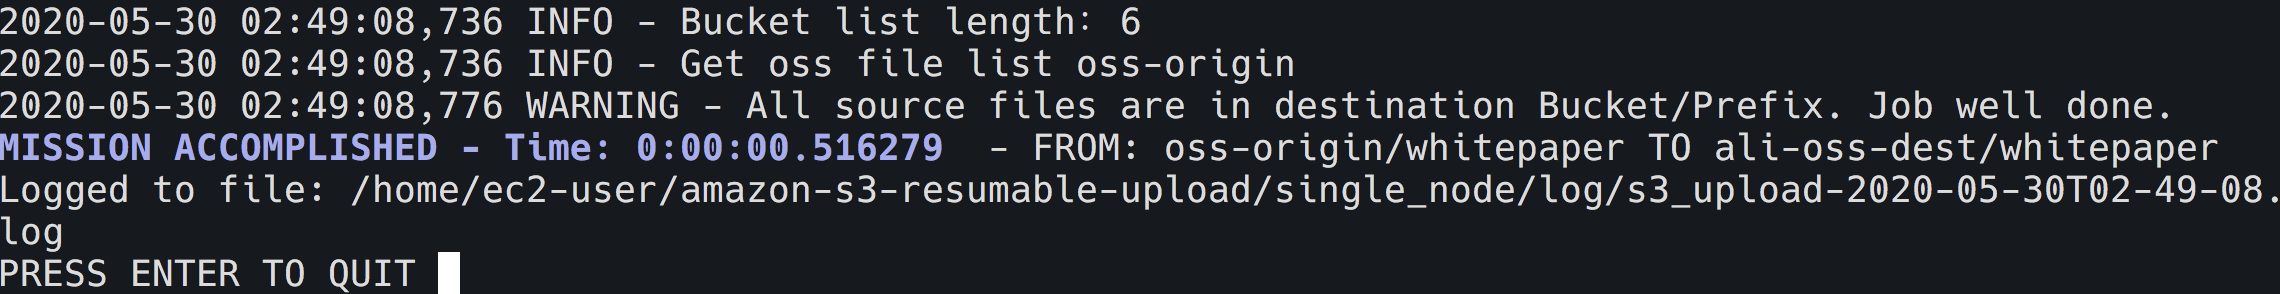 2020-05-30 02:49:08,736 INFO - Bucket list length: 6
2020-05-30 02:49:08,736 INFO - Get oss file list oss-origin
2020-05-30 02:49:08,776 WARNING - All source files are in destination Bucket/Prefix. Job well done.
MISSION ACCOMPLISHED - Time: 0:00:00.516279  - FROM: oss-origin/whitepaper TO ali-oss-dest/whitepaper
Logged to file: /home/ec2-user/amazon-s3-resumable-upload/single_node/log/s3_upload-2020-05-30T02-49-08.
log
PRESS ENTER TO QUIT